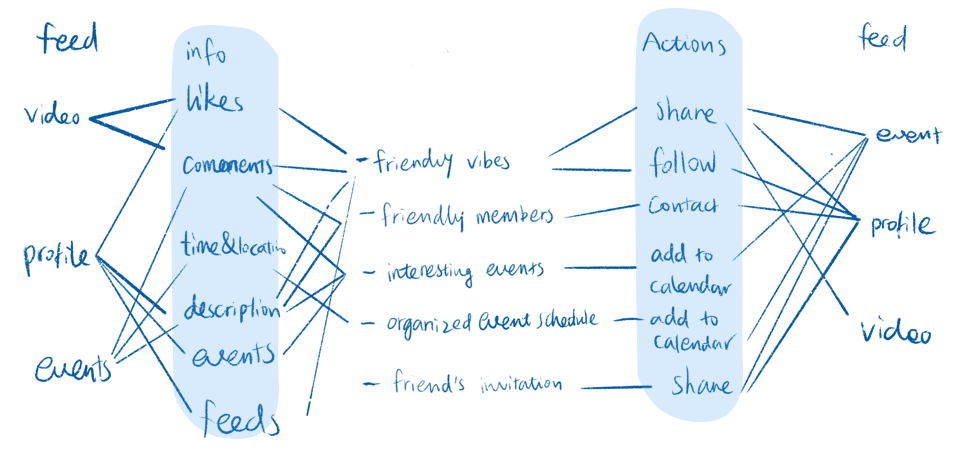 feed
info
likes
video
comments
time&locatio
profile
description
events
events
feeds
- friendly vibes
- friendly members
- interesting events
- organized event schedule
- friend's invitation
Actions
share
follow
contact
add to
calendar
add to
calendar
share
feed
event
profile
video